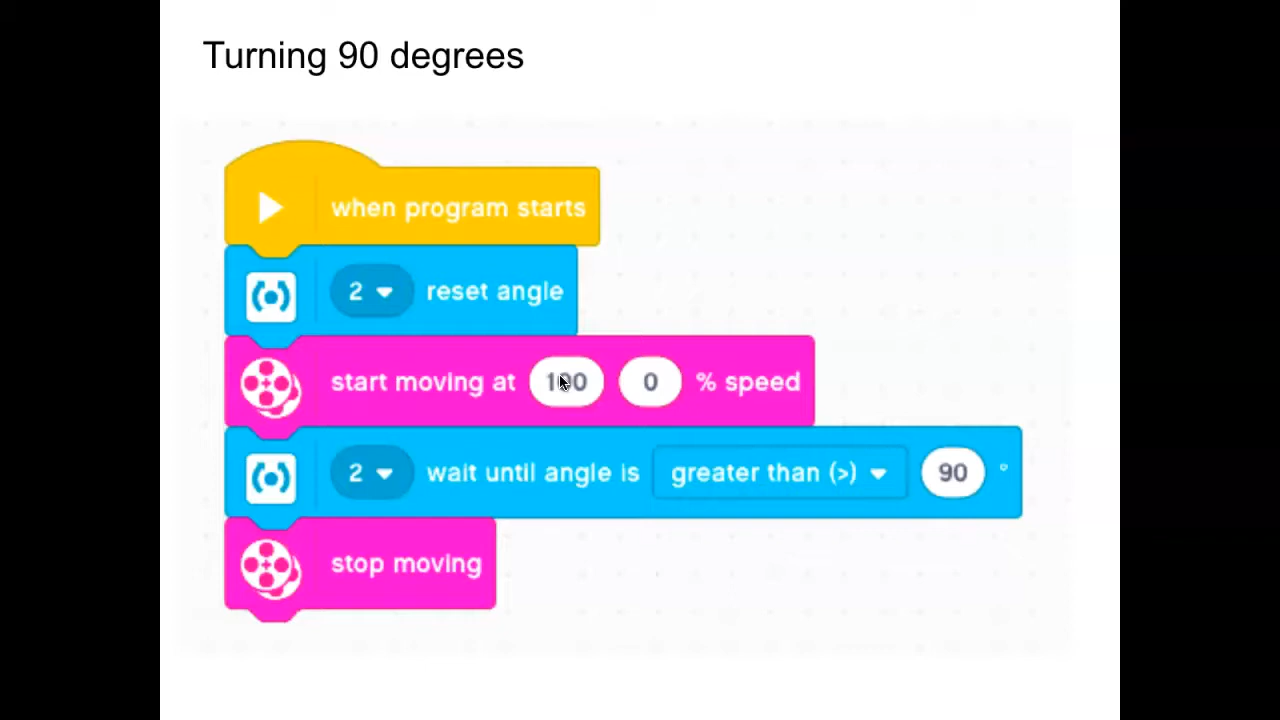 Turning 90 degrees
when program starts
2 reset angle
start moving at 100 0 % speed
2 wait until angle is greater than (>) 90 °
stop moving